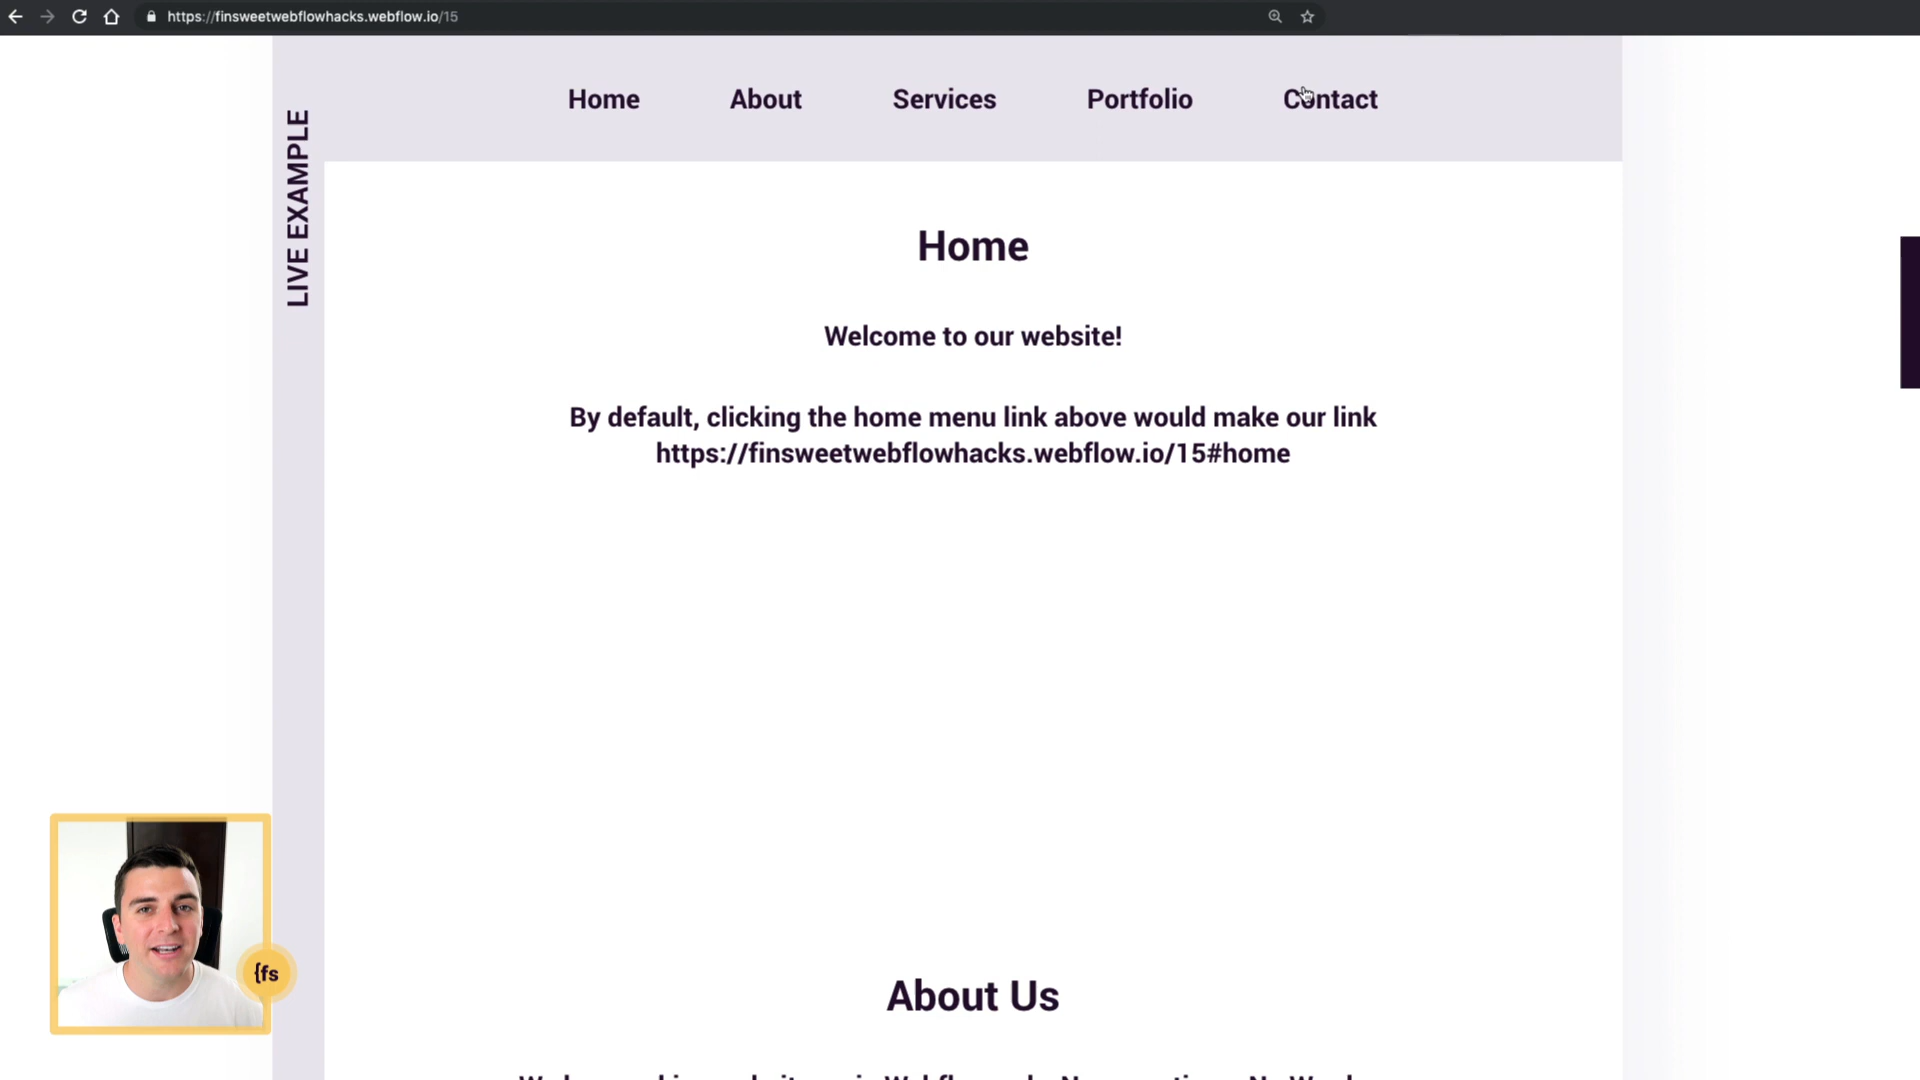 https://finsweetwebflowhacks.webflow.io/15
Home About Services Portfolio Contact
LIVE EXAMPLE
Home
Welcome to our website!
By default, clicking the home menu link above would make our link
https://finsweetwebflowhacks.webflow.io/15#home
{fs
About Us